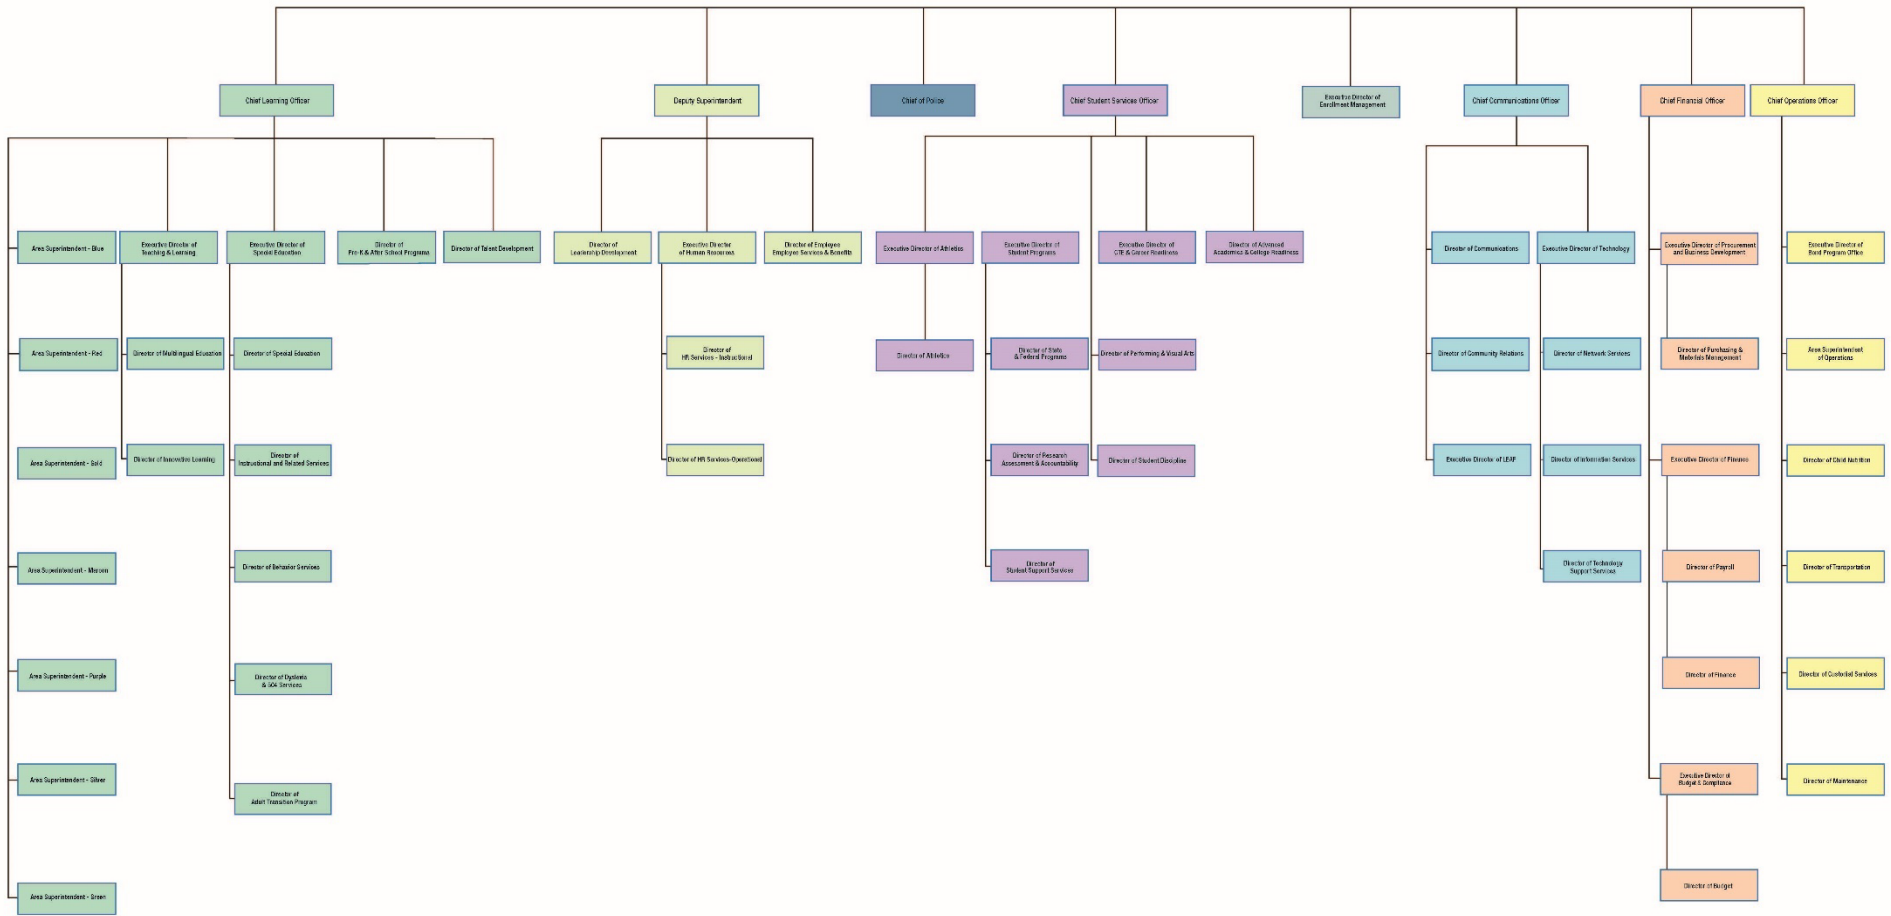 Chief Learning Officer
Deputy Superintendent
Chief of Police
Chief Student Services Officer
Executive Director of
Enrollment Management
Chief Communications Officer
Chief Financial Officer
Chief Operations Officer
Area Superintendent - Blue
Executive Director of
Teaching & Learning
Executive Director of
Special Education
Director of
Pre-K & After School Programs
Director of Talent Development
Director of
Leadership Development
Executive Director
of Human Resources
Director of Employee
Employee Services & Benefits
Executive Director of Athletics
Executive Director of
Student Programs
Executive Director of
CTE & Career Readiness
Director of Advanced
Academics & College Readiness
Director of Communications
Executive Director of Technology
Executive Director of Procurement
and Business Development
Executive Director of
Bond Program Office
Area Superintendent - Red
Director of Multilingual Education
Director of Special Education
Director of
HR Services - Instructional
Director of Athletics
Director of State
& Federal Programs
Director of Performing & Visual Arts
Director of Community Relations
Director of Network Services
Director of Purchasing &
Materials Management
Area Superintendent
of Operations
Area Superintendent - Gold
Director of Innovative Learning
Director of
Instructional and Related Services
Director of HR Services-Operational
Director of Research
Assessment & Accountability
Director of Student Discipline
Executive Director of LEAP
Director of Information Services
Executive Director of Finance
Director of Child Nutrition
Area Superintendent - Maroon
Director of Behavior Services
Director of
Student Support Services
Director of Technology
Support Services
Director of Payroll
Director of Transportation
Area Superintendent - Purple
Director of Dyslexia
& 504 Services
Director of Finance
Director of Custodial Services
Area Superintendent - Silver
Director of
Adult Transition Program
Executive Director of
Budget & Compliance
Director of Maintenance
Area Superintendent - Green
Director of Budget